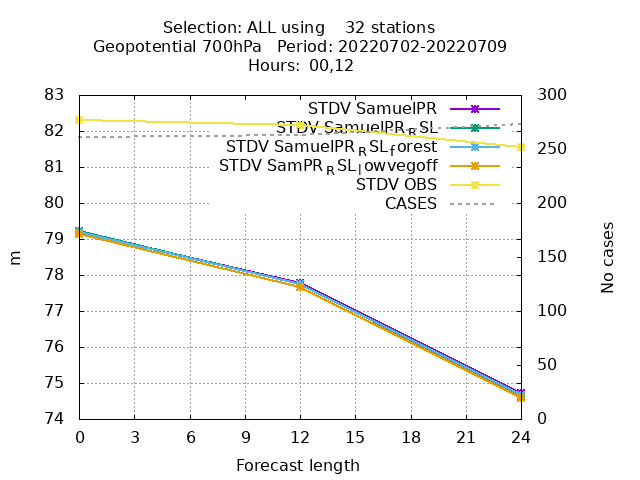 Selection: ALL using    32 stations
Geopotential 700hPa   Period: 20220702-20220709
Hours:  00,12
83
82
81
80
79
78
77
76
75
74
300
250
200
150
100
50
0
STDV SamuelPR
STDV SamuelPR_RSL
STDV SamuelPR_RSL_forest
STDV SamPR_RSL_lowvegoff
STDV OBS
CASES
m
No cases
0 3 6 9 12 15 18 21 24
Forecast length